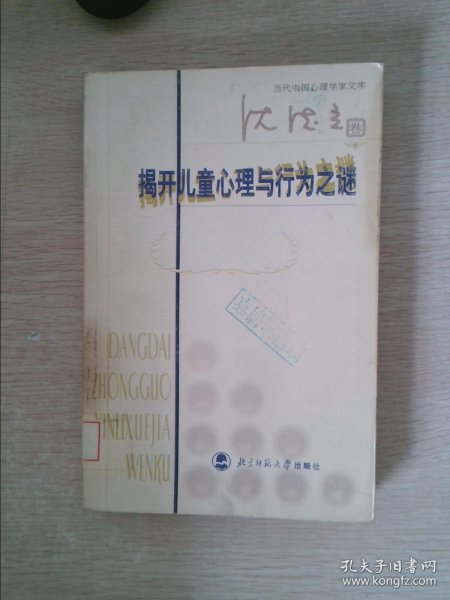 当代中国心理学家文库
沈德立
卷
揭开儿童心理与行为之谜
DANGDAI
ZHONGGUO
XINLIXUEJIA
WENKU
北京师范大学出版社
孔夫子旧书网
www.kongfz.com